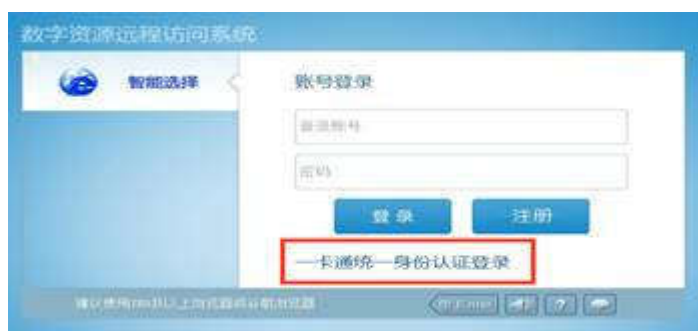 数字资源远程访问系统
智能选择
账号登录
登录账号
密码
登录
注册
一卡通统一身份认证登录